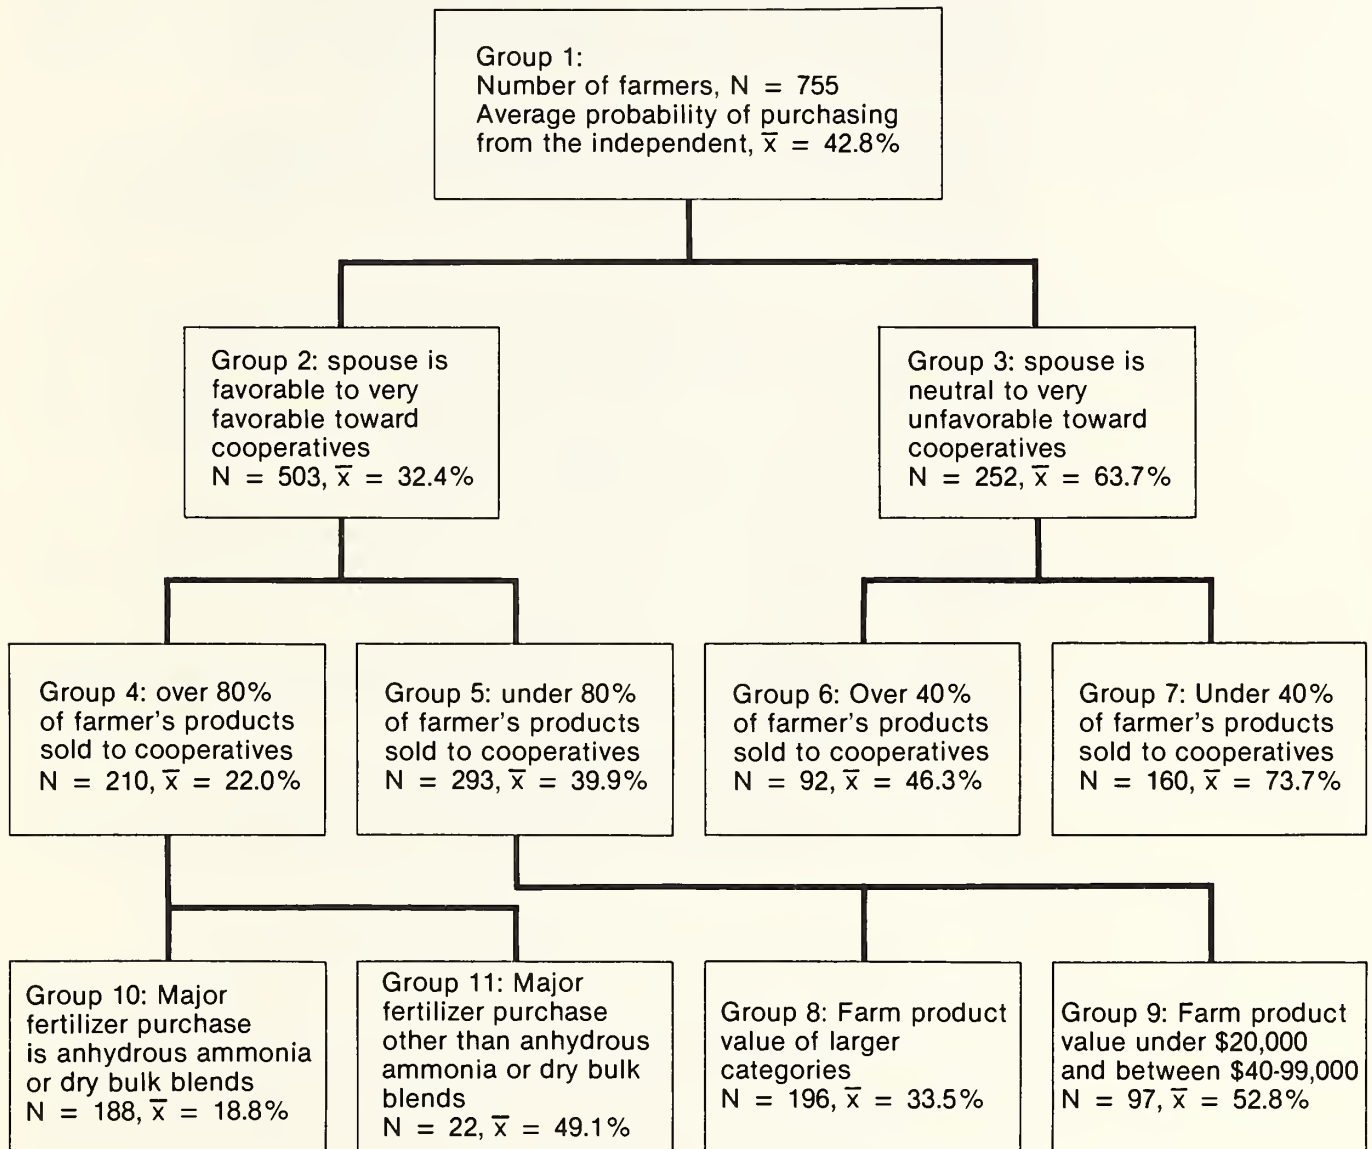 Group 1:
Number of farmers, N = 755
Average probability of purchasing
from the independent, x̅ = 42.8%
Group 2: spouse is
favorable to very
favorable toward
cooperatives
N = 503, x̅ = 32.4%
Group 3: spouse is
neutral to very
unfavorable toward
cooperatives
N = 252, x̅ = 63.7%
Group 4: over 80%
of farmer's products
sold to cooperatives
N = 210, x̅ = 22.0%
Group 5: under 80%
of farmer's products
sold to cooperatives
N = 293, x̅ = 39.9%
Group 6: Over 40%
of farmer's products
sold to cooperatives
N = 92, x̅ = 46.3%
Group 7: Under 40%
of farmer's products
sold to cooperatives
N = 160, x̅ = 73.7%
Group 10: Major
fertilizer purchase
is anhydrous ammonia
or dry bulk blends
N = 188, x̅ = 18.8%
Group 11: Major
fertilizer purchase
other than anhydrous
ammonia or dry bulk
blends
N = 22, x̅ = 49.1%
Group 8: Farm product
value of larger
categories
N = 196, x̅ = 33.5%
Group 9: Farm product
value under $20,000
and between $40-99,000
N = 97, x̅ = 52.8%